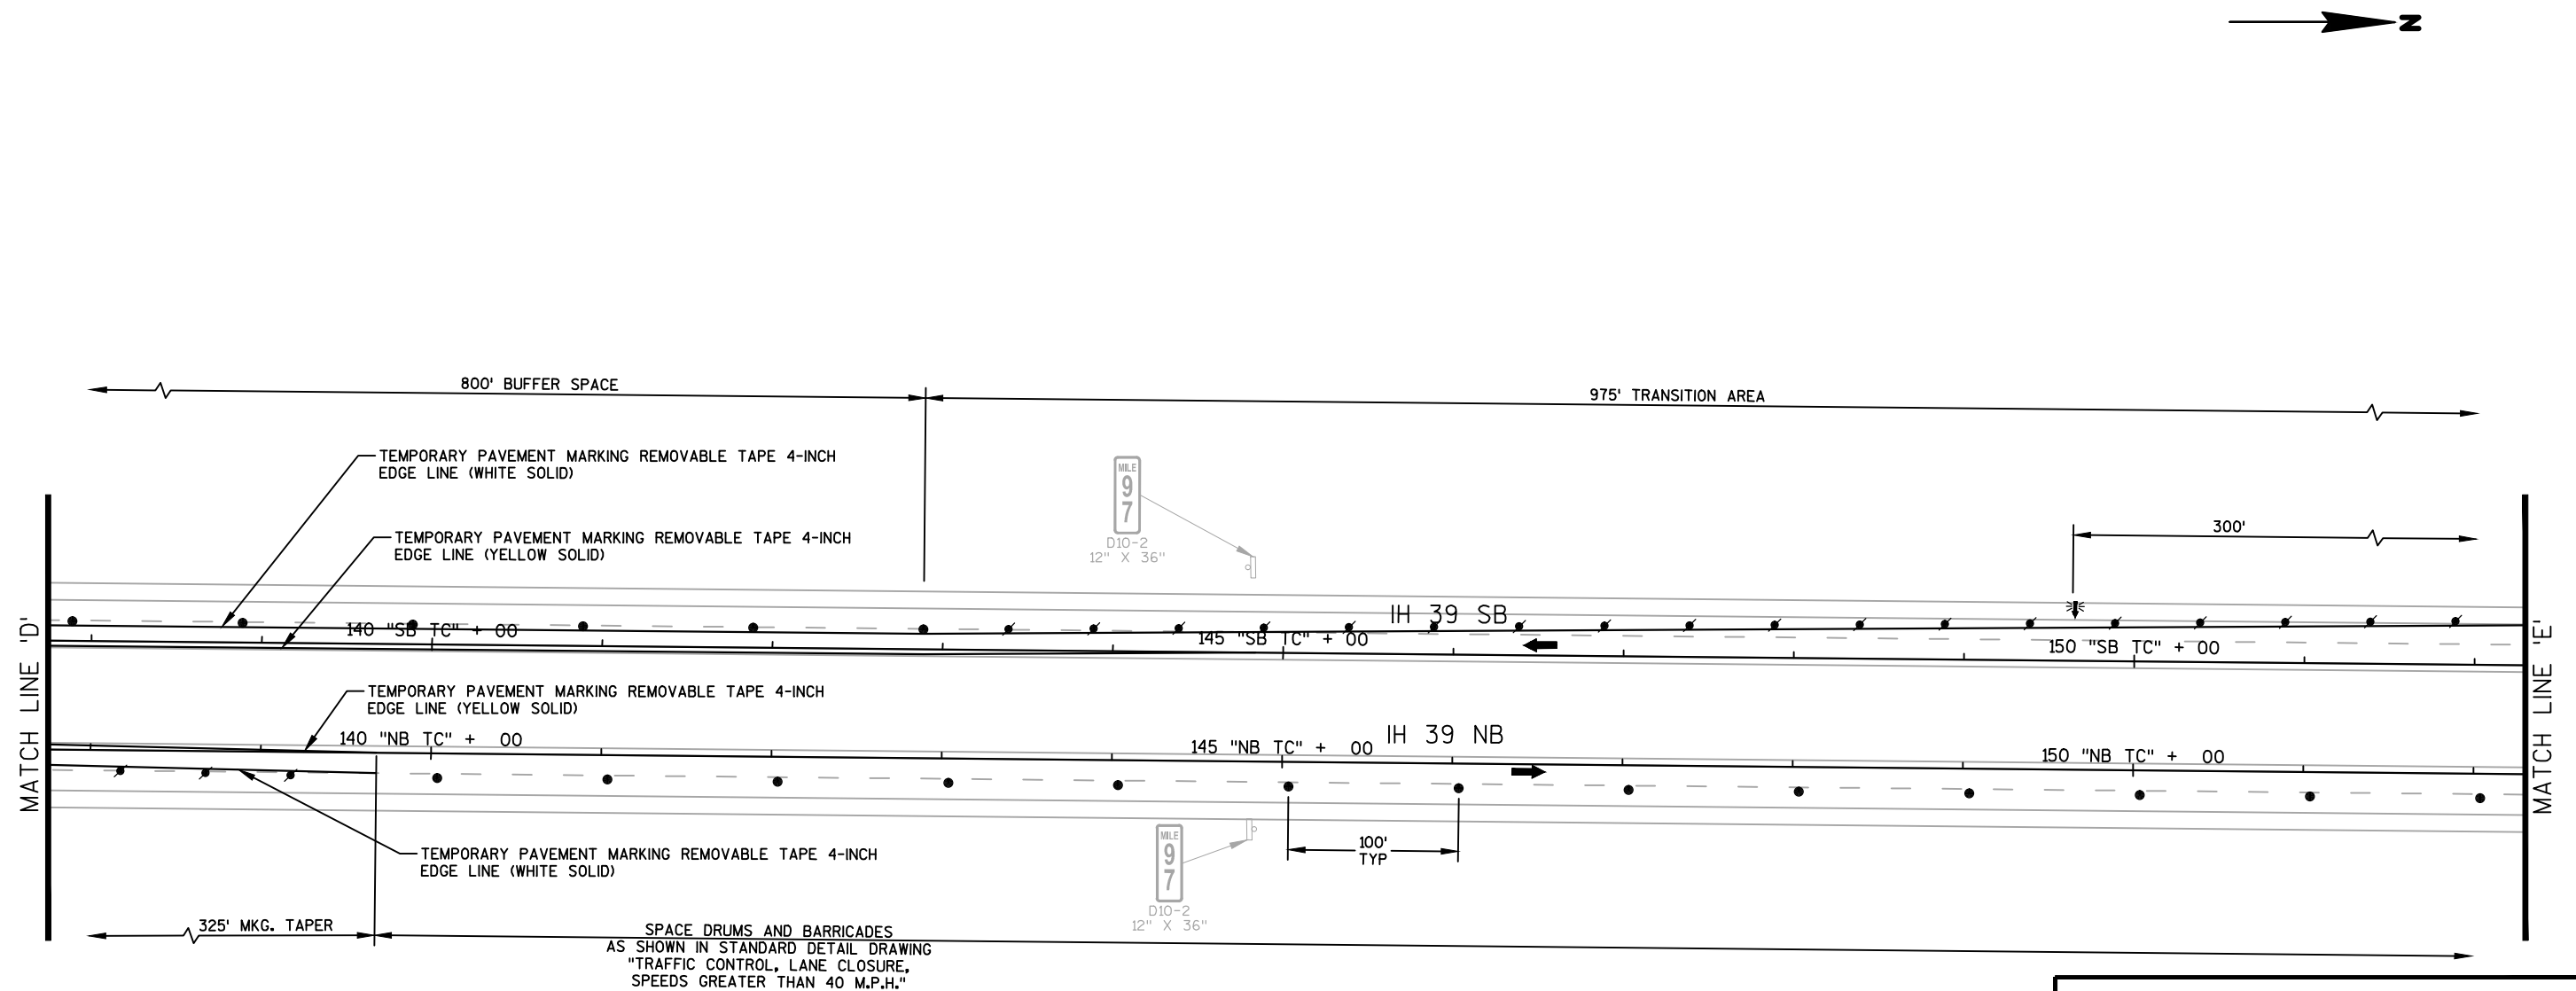 N
800' BUFFER SPACE
975' TRANSITION AREA
TEMPORARY PAVEMENT MARKING REMOVABLE TAPE 4-INCH
EDGE LINE (WHITE SOLID)
MILE
9
7
D10-2
12" X 36"
300'
TEMPORARY PAVEMENT MARKING REMOVABLE TAPE 4-INCH
EDGE LINE (YELLOW SOLID)
MATCH LINE 'D'
MATCH LINE 'E'
IH 39 SB
140 "SB TC" + 00
145 "SB TC" + 00
150 "SB TC" + 00
TEMPORARY PAVEMENT MARKING REMOVABLE TAPE 4-INCH
EDGE LINE (YELLOW SOLID)
IH 39 NB
140 "NB TC" + 00
145 "NB TC" + 00
150 "NB TC" + 00
TEMPORARY PAVEMENT MARKING REMOVABLE TAPE 4-INCH
EDGE LINE (WHITE SOLID)
MILE
9
7
D10-2
12" X 36"
100'
TYP
325' MKG. TAPER
SPACE DRUMS AND BARRICADES
AS SHOWN IN STANDARD DETAIL DRAWING
"TRAFFIC CONTROL, LANE CLOSURE,
SPEEDS GREATER THAN 40 M.P.H."